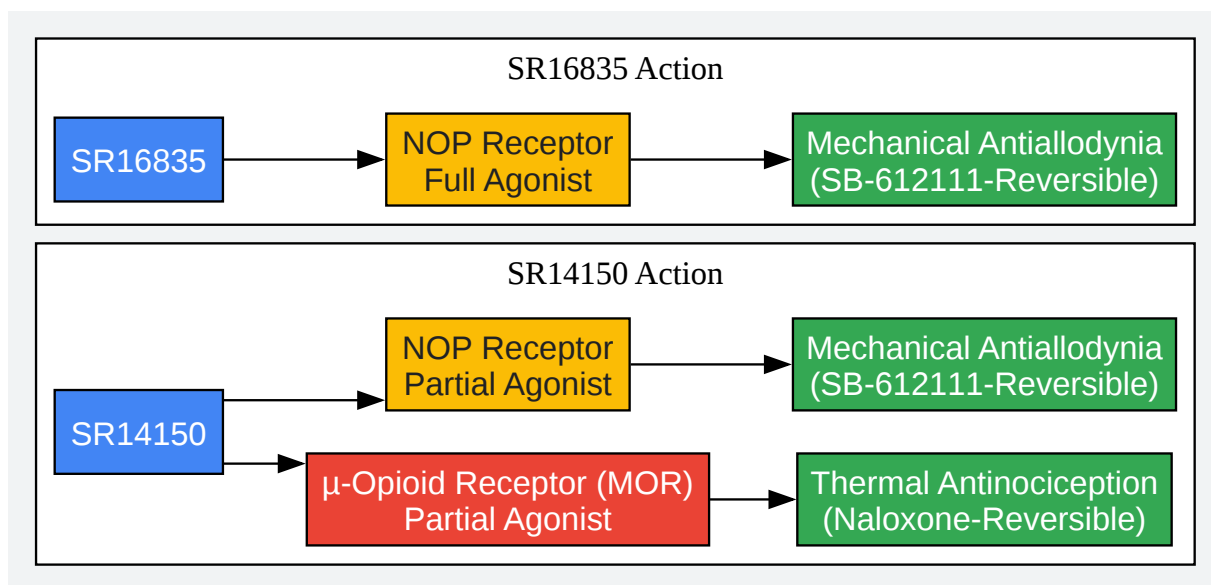 SR16835 Action
SR16835
NOP Receptor
Full Agonist
Mechanical Antiallodynia
(SB-612111-Reversible)
SR14150 Action
SR14150
NOP Receptor
Partial Agonist
Mechanical Antiallodynia
(SB-612111-Reversible)
µ-Opioid Receptor (MOR)
Partial Agonist
Thermal Antinociception
(Naloxone-Reversible)